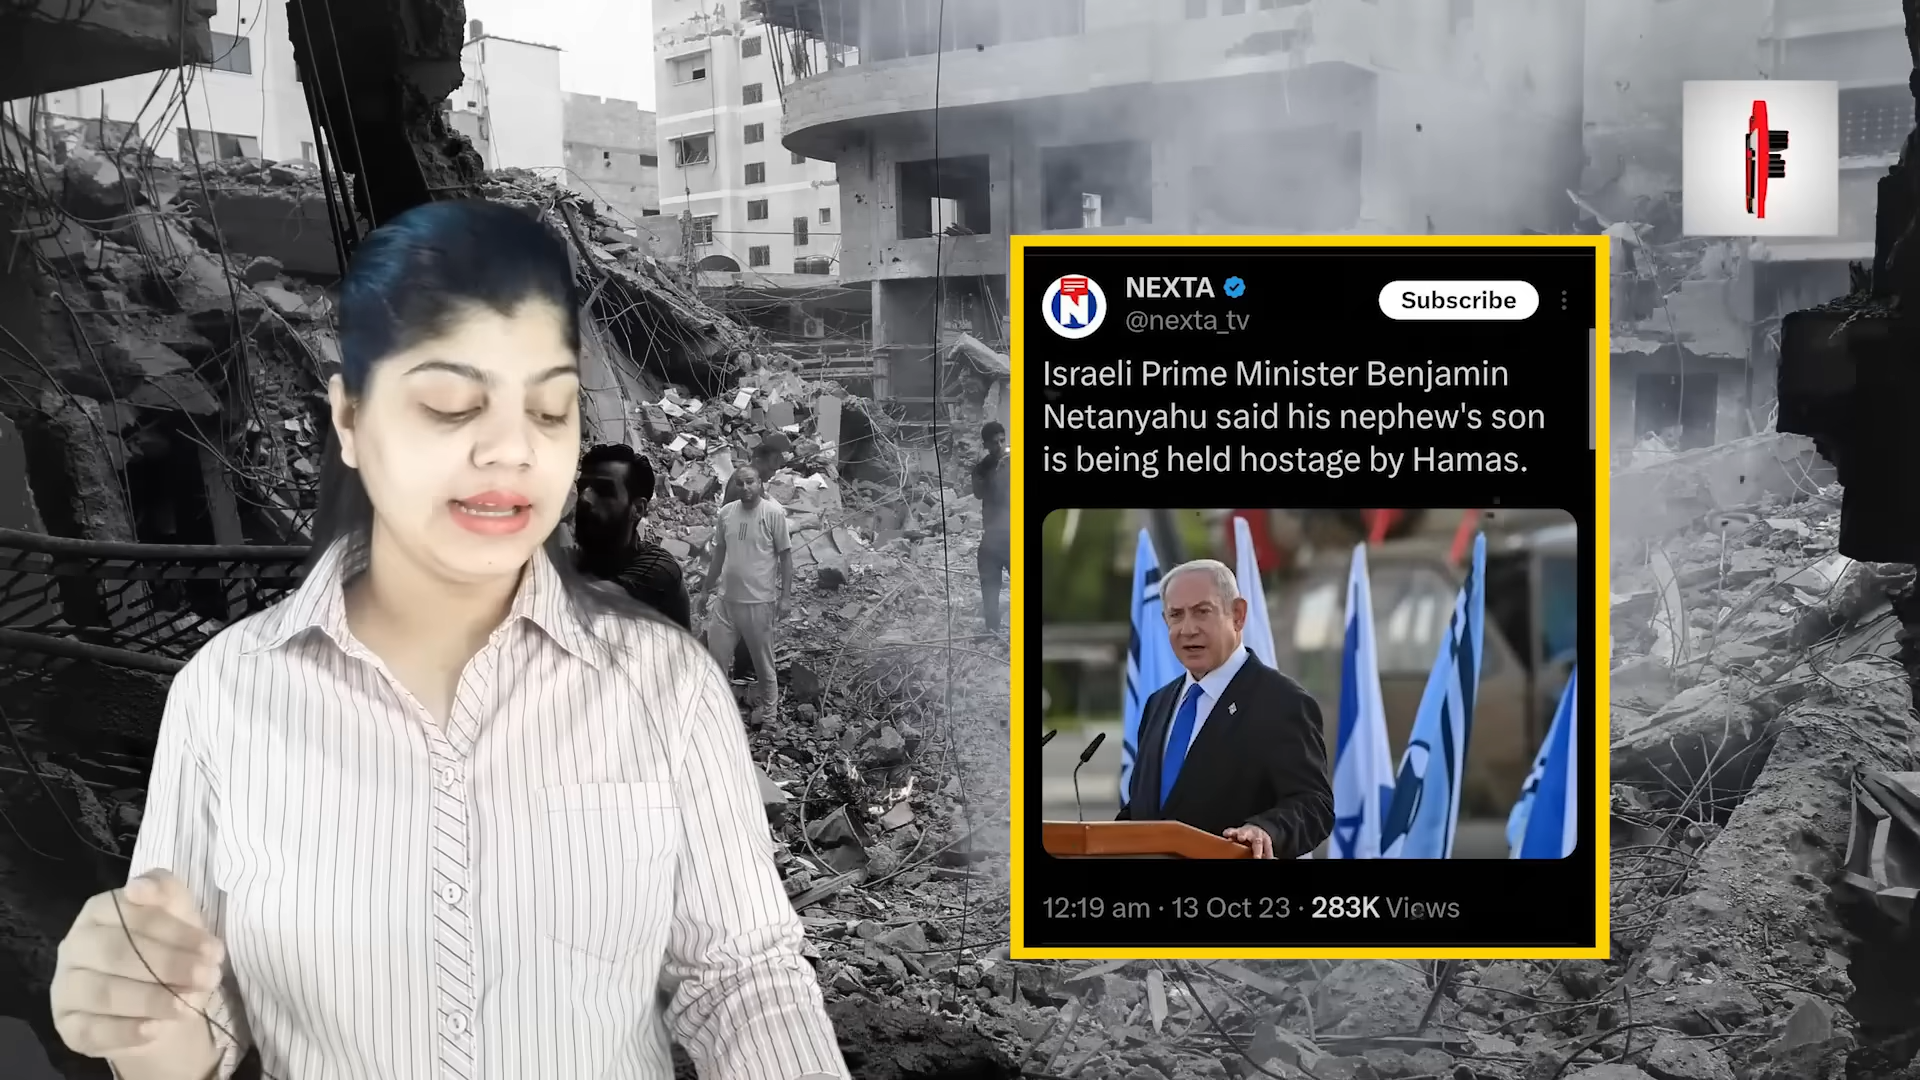 NEXTA
@nexta_tv
Subscribe
Israeli Prime Minister Benjamin
Netanyahu said his nephew's son
is being held hostage by Hamas.
12:19 am · 13 Oct 23 · 283K Views